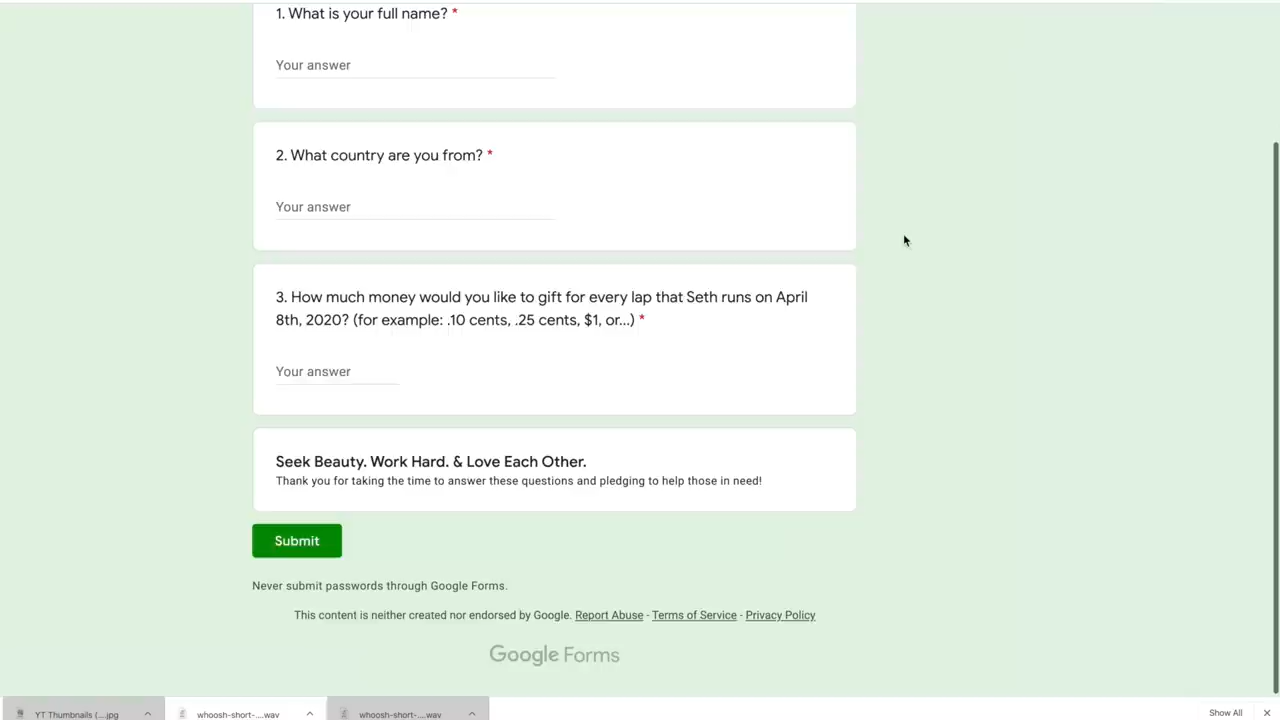 1. What is your full name? *
Your answer
2. What country are you from? *
Your answer
3. How much money would you like to gift for every lap that Seth runs on April
8th, 2020? (for example: .10 cents, .25 cents, $1, or...) *
Your answer
Seek Beauty. Work Hard. & Love Each Other.
Thank you for taking the time to answer these questions and pledging to help those in need!
Submit
Never submit passwords through Google Forms.
This content is neither created nor endorsed by Google. Report Abuse - Terms of Service - Privacy Policy
Google Forms
YT Thumbnails (....jpg whoosh-short-....wav whoosh-short-....wav Show All